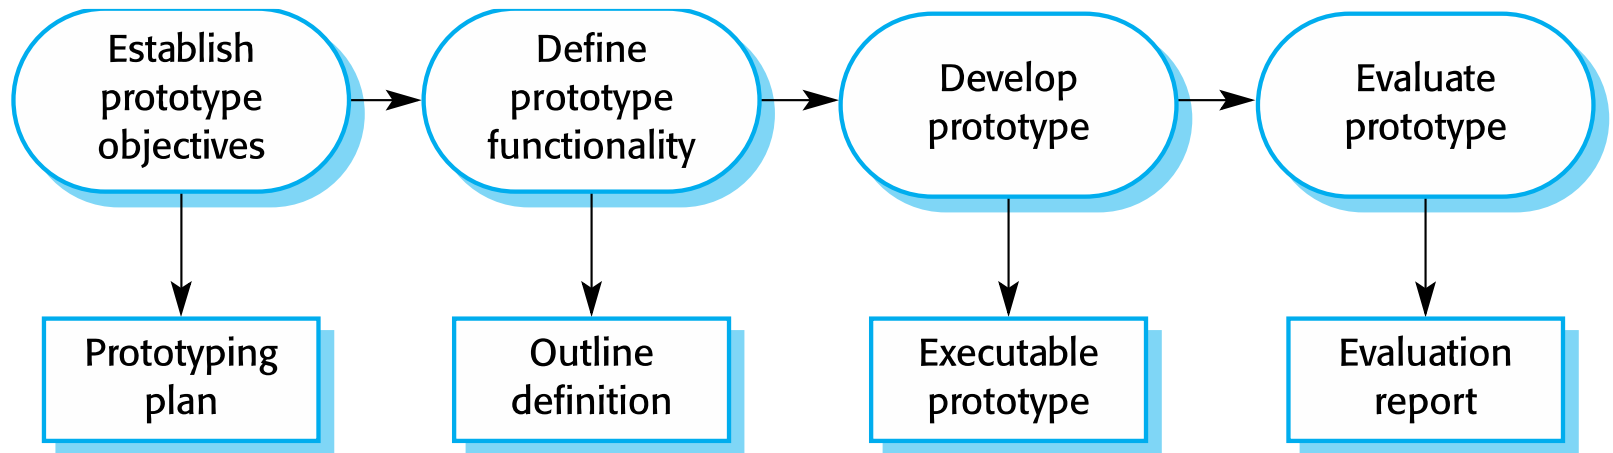 Establish
prototype
objectives
Define
prototype
functionality
Develop
prototype
Evaluate
prototype
Prototyping
plan
Outline
definition
Executable
prototype
Evaluation
report